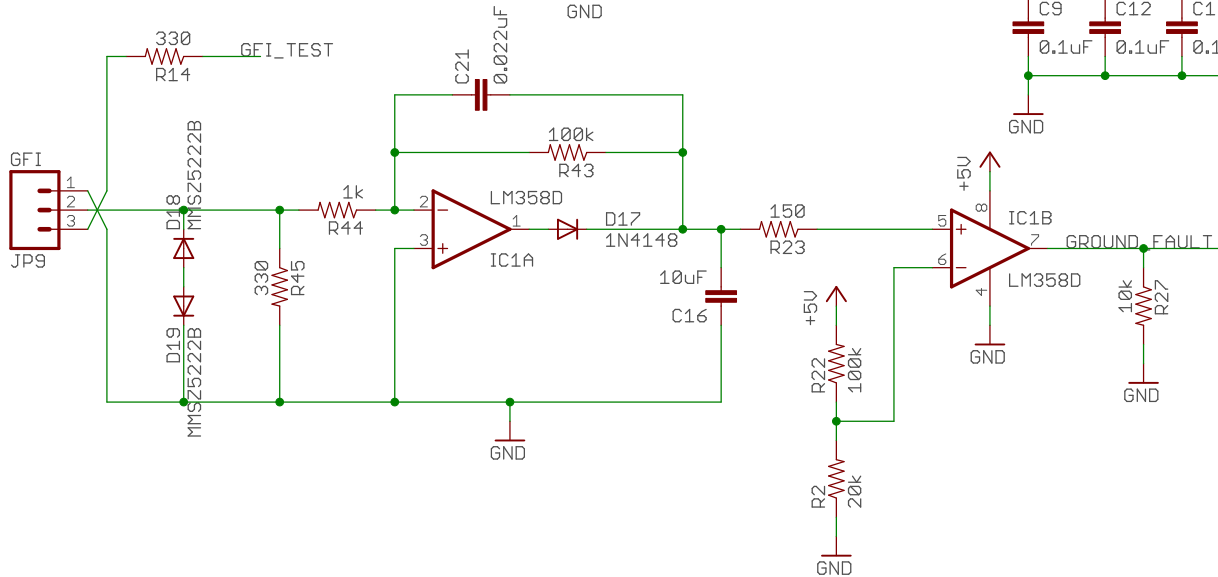 GND
C9
0.1uF
C12
0.1uF
C1
0.1
GND
330
R14
GFI_TEST
C21
0.022uF
100k
R43
GFI
1
2
3
JP9
D18
MMSZ5222B
D19
MMSZ5222B
330
R45
1k
R44
LM358D
2
3
1
IC1A
D17
1N4148
10uF
C16
GND
150
R23
+5V
8
5
6
7
4
IC1B
LM358D
GND
GROUND_FAULT
10k
R27
GND
+5V
R22
100k
R2
20k
GND